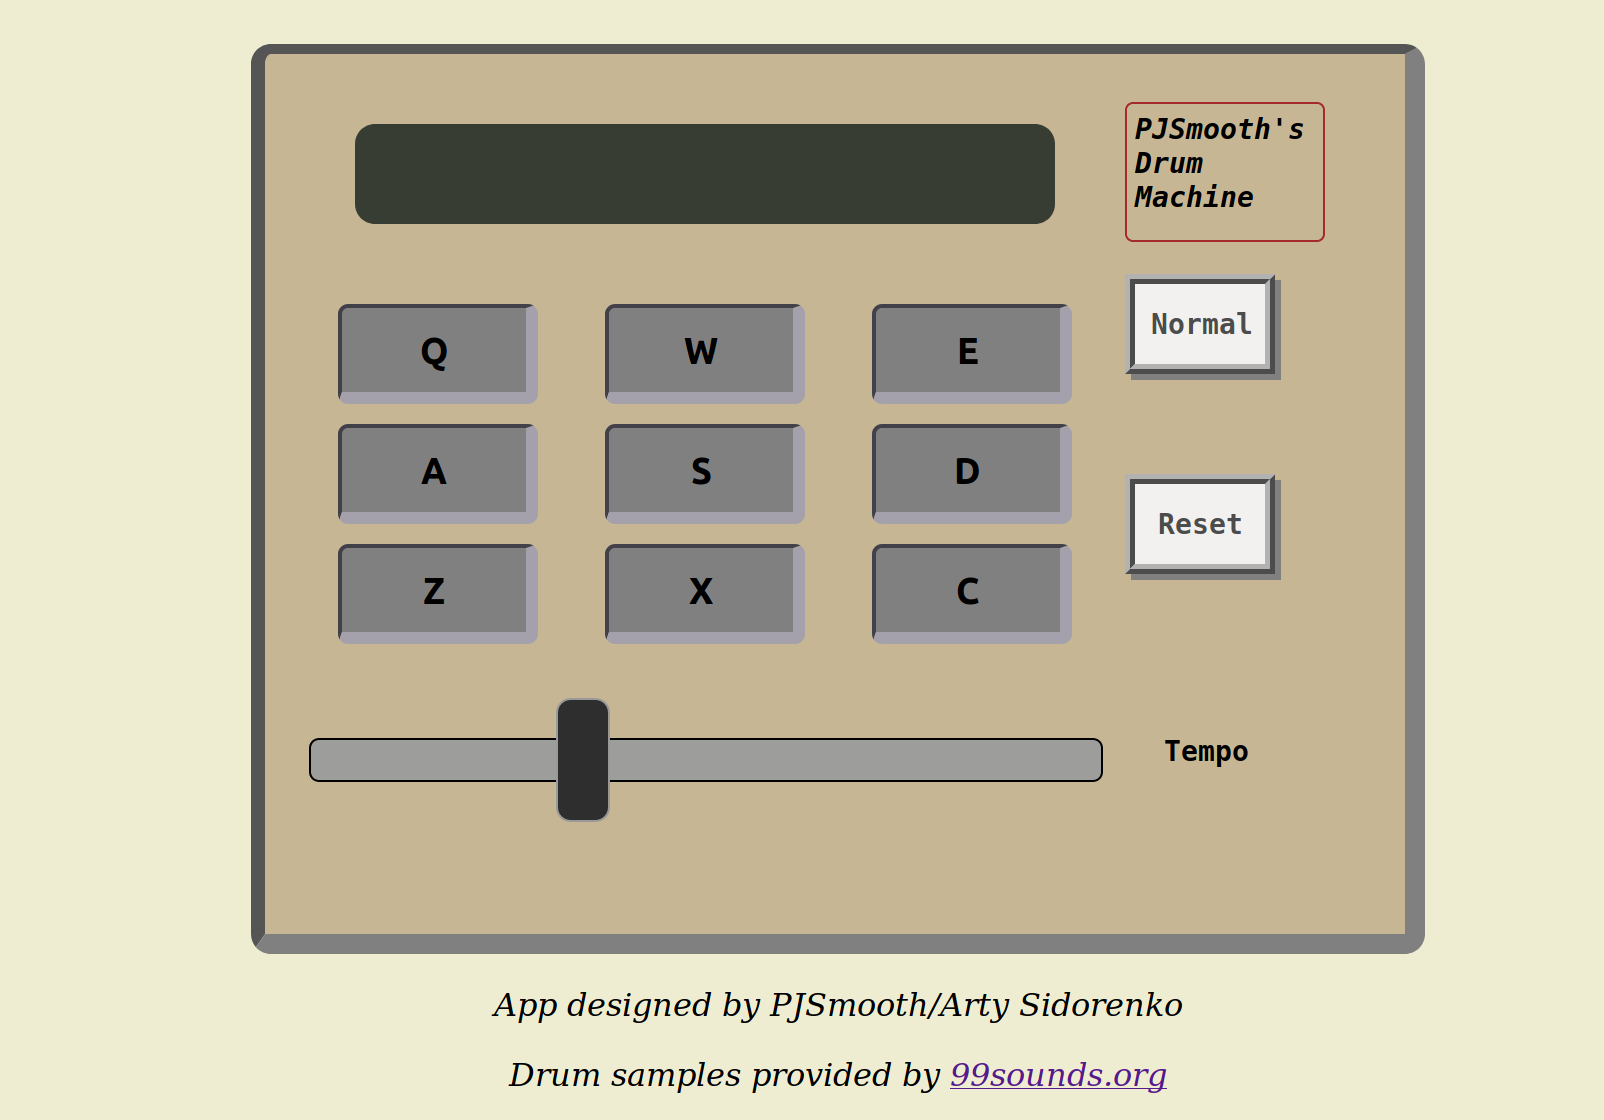 PJSmooth's
Drum
Machine
Normal
Q W E
A S D
Reset
Z X C
Tempo
App designed by PJSmooth/Arty Sidorenko
Drum samples provided by 99sounds.org